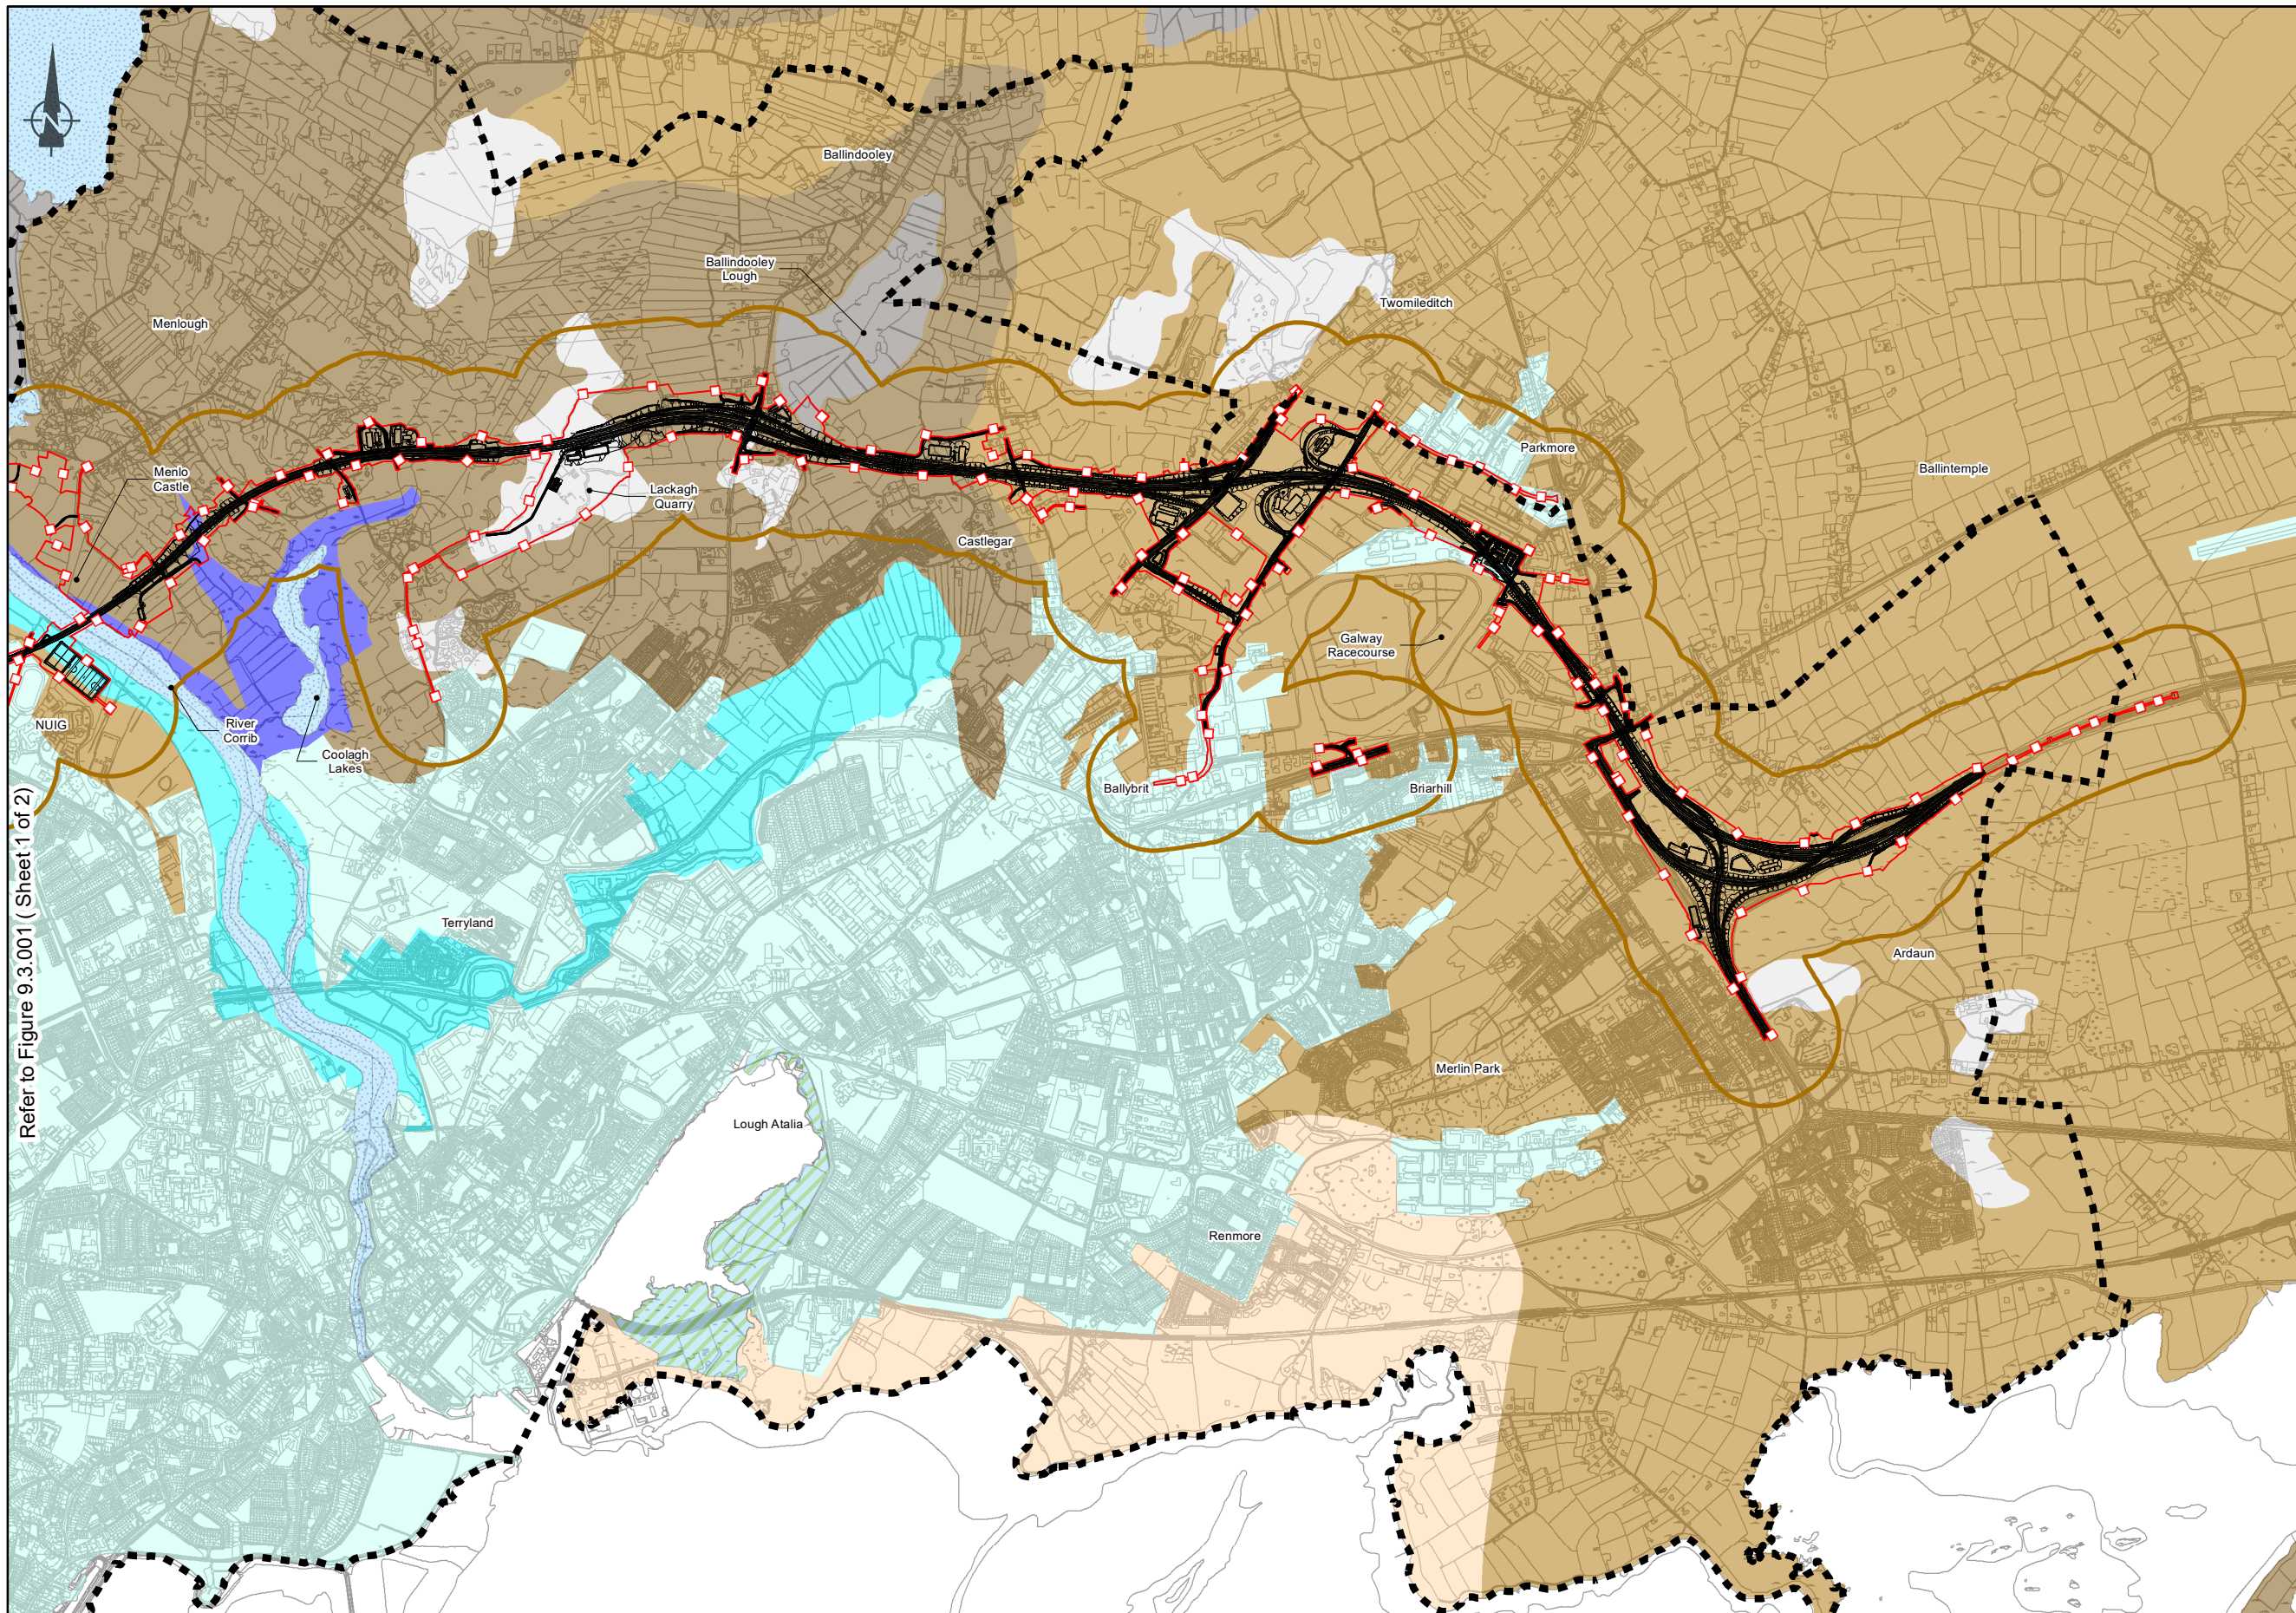 N
Ballindooley
Ballindooley
Lough
Menlough
Twomileditch
Parkmore
Ballintemple
Menlo
Castle
Lackagh
Quarry
Castlegar
Galway
Racecourse
NUIG
River
Corrib
Coolagh
Lakes
Ballybrit
Briarhill
Refer to Figure 9.3.001 ( Sheet 1 of 2)
Terryland
Ardaun
Merlin Park
Lough Atalia
Renmore